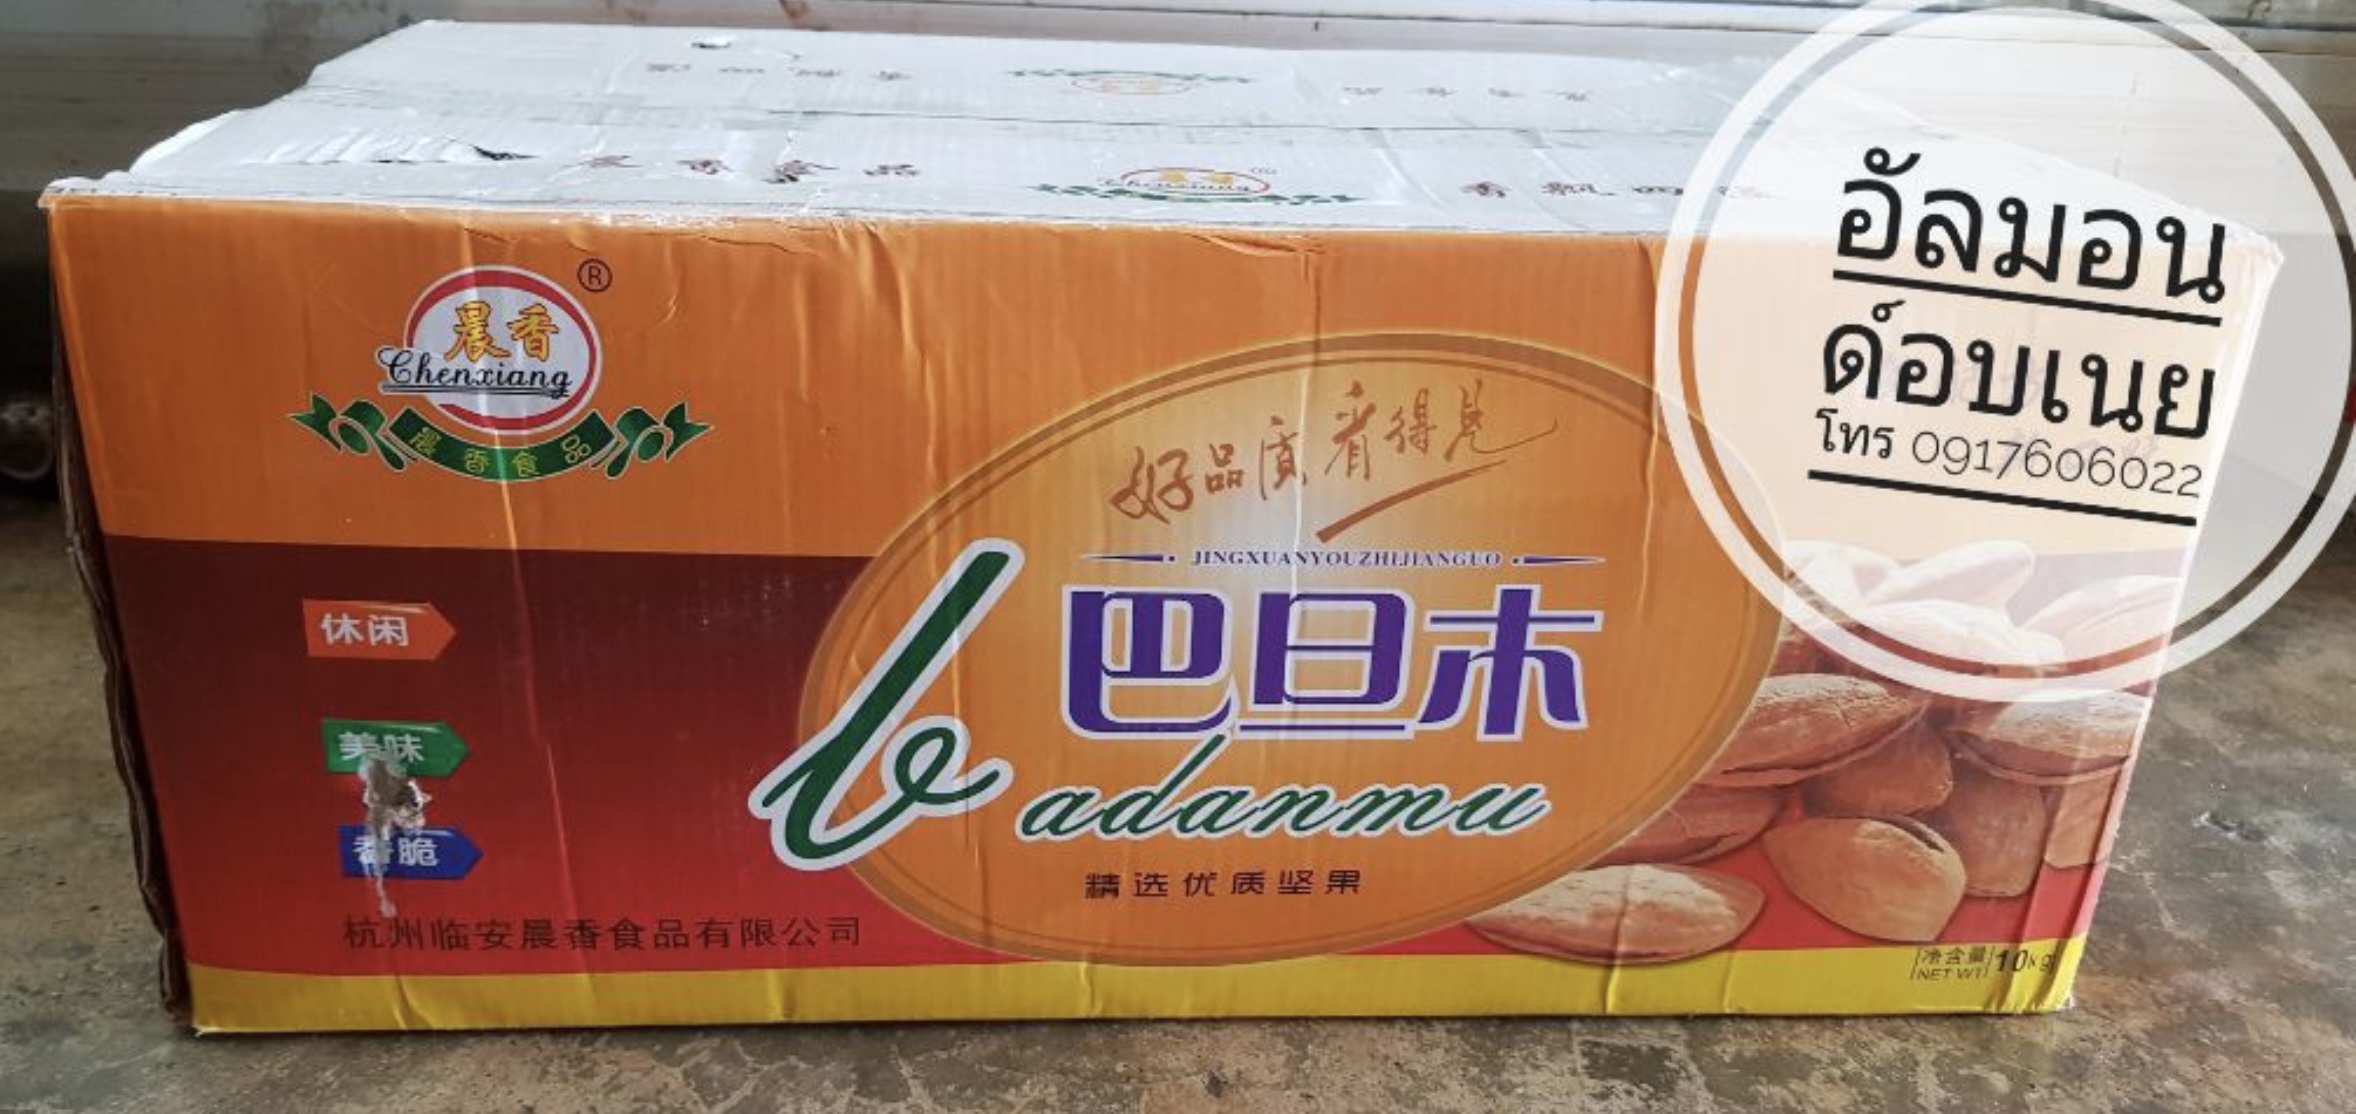 晨香
Chenxiang
®
晨香食品
好品质看得见
JINGXUANYOUZHIJIANGUO
巴旦木
badanmu
精选优质坚果
休闲
美味
香脆
杭州临安晨香食品有限公司
净含量
NET WT
10kg
อัลมอน
ด์อบเนย
โทร 0917606022